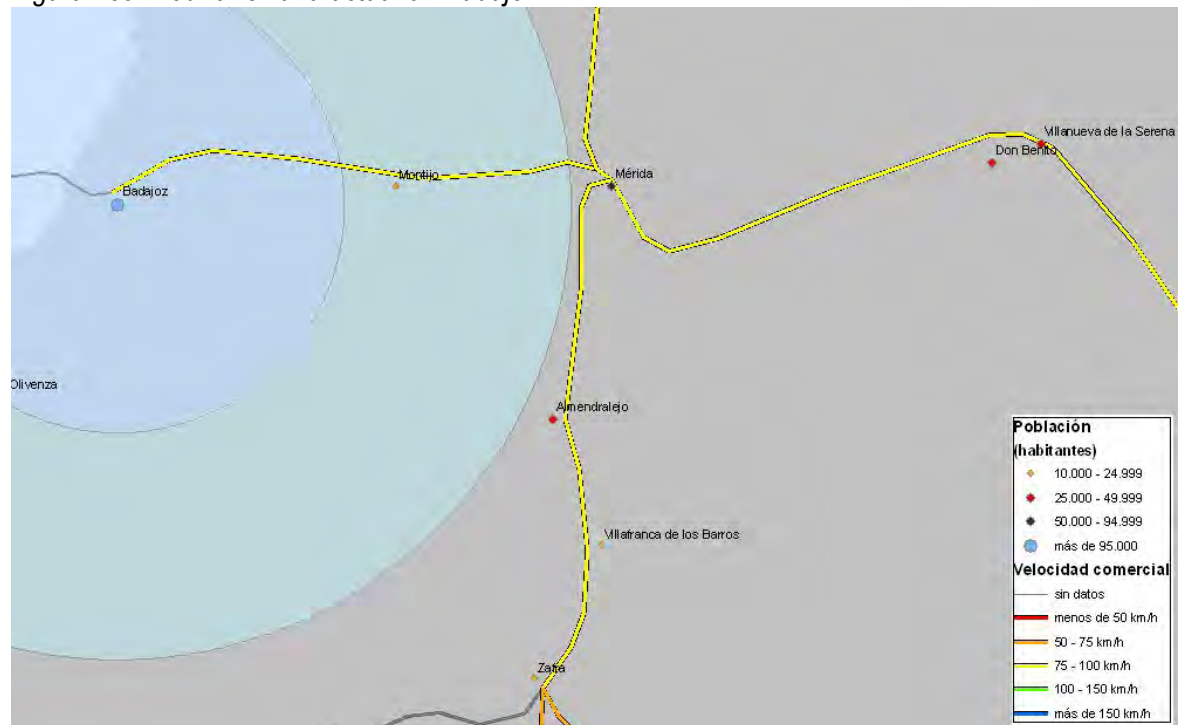 Badajoz
Montijo
Mérida
Villanueva de la Serena
Don Benito
Olivenza
Almendralejo
Villafranca de los Barros
Zafra
Población
(habitantes)
10.000 - 24.999
25.000 - 49.999
50.000 - 94.999
más de 95.000
Velocidad comercial
sin datos
menos de 50 km/h
50 - 75 km/h
75 - 100 km/h
100 - 150 km/h
más de 150 km/h